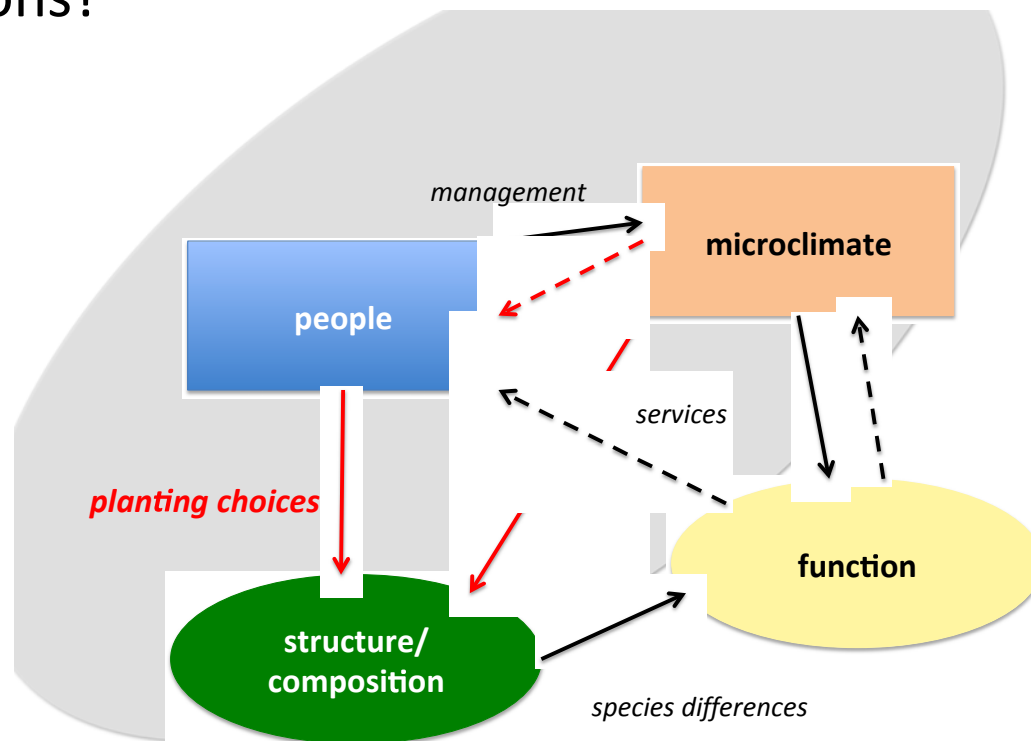 management
microclimate
people
services
planting choices
function
structure/
composition
species differences